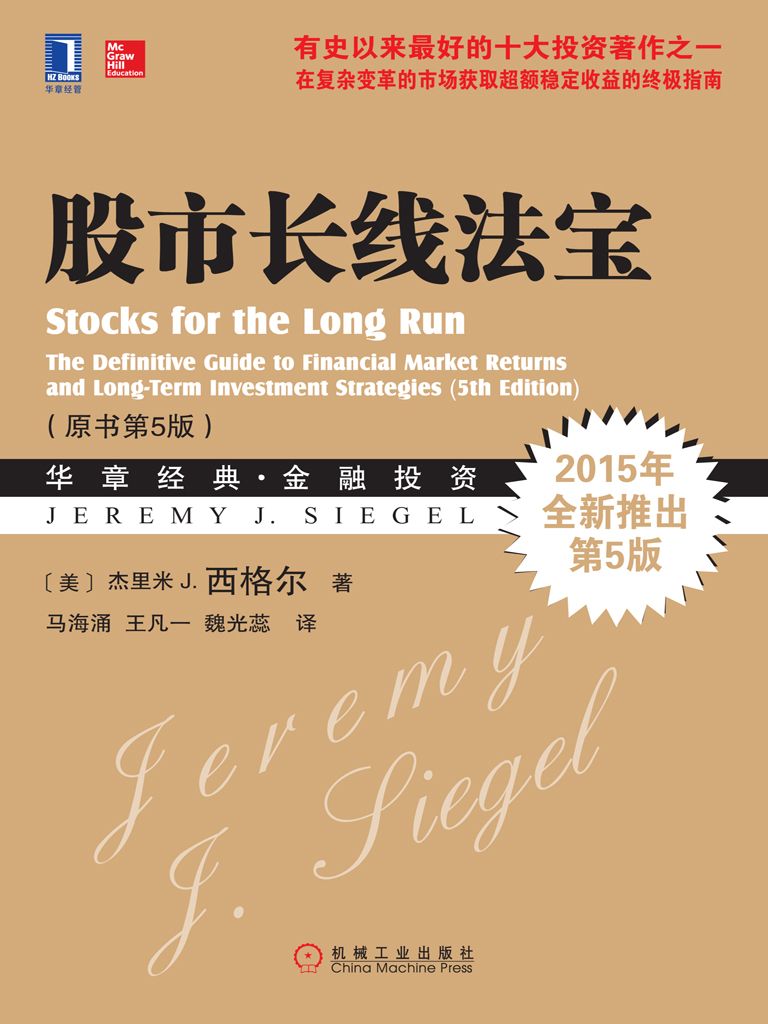 HZ Books
华章经管
Mc
Graw
Hill
Education
有史以来最好的十大投资著作之一
在复杂变革的市场获取超额稳定收益的终极指南
股市长线法宝
Stocks for the Long Run
The Definitive Guide to Financial Market Returns
and Long-Term Investment Strategies (5th Edition)
（原书第5版）
华章经典·金融投资
JEREMY J. SIEGEL
2015年
全新推出
第5版
〔美〕杰里米 J. 西格尔 著
马海涌 王凡一 魏光蕊 译
Jeremy
J. Siegel
机械工业出版社
China Machine Press